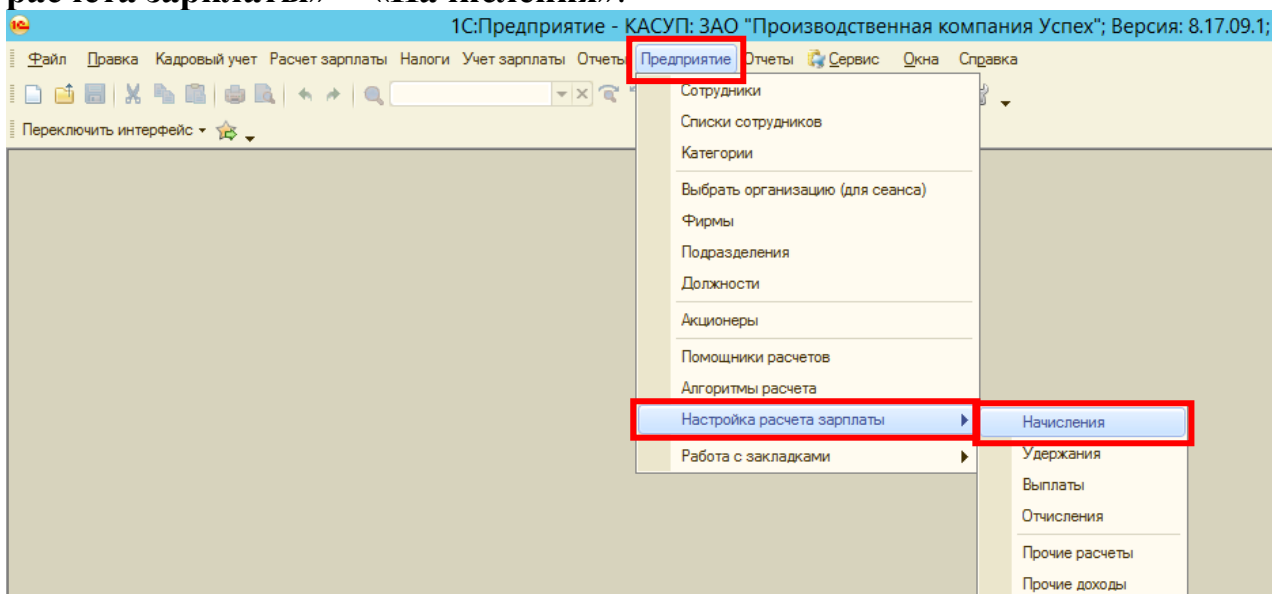 расчета зарплаты» – «Начисления».
1С:Предприятие - КАСУП: ЗАО "Производственная компания Успех"; Версия: 8.17.09.1;
Файл Правка Кадровый учет Расчет зарплаты Налоги Учет зарплаты Отчеты Предприятие Отчеты Сервис Окна Справка
Переключить интерфейс
Сотрудники
Списки сотрудников
Категории
Выбрать организацию (для сеанса)
Фирмы
Подразделения
Должности
Акционеры
Помощники расчетов
Алгоритмы расчета
Настройка расчета зарплаты
Работа с закладками
Начисления
Удержания
Выплаты
Отчисления
Прочие расчеты
Прочие доходы